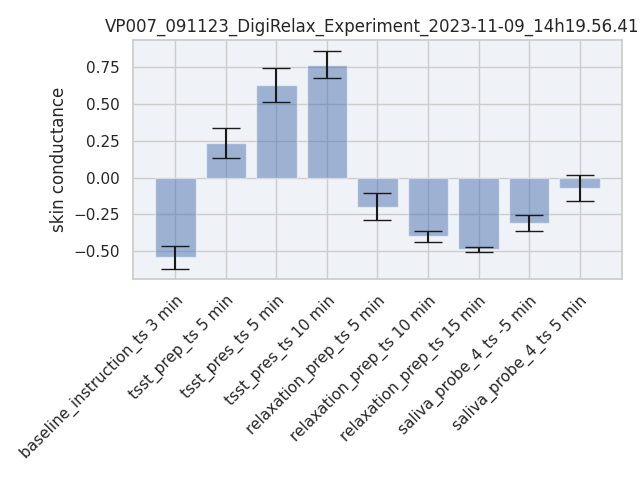 VP007_091123_DigiRelax_Experiment_2023-11-09_14h19.56.41
skin conductance
0.75
0.50
0.25
0.00
−0.25
−0.50
baseline_instruction_ts 3 min
tsst_prep_ts 5 min
tsst_pres_ts 5 min
tsst_pres_ts 10 min
relaxation_prep_ts 5 min
relaxation_prep_ts 10 min
relaxation_prep_ts 15 min
saliva_probe_4_ts -5 min
saliva_probe_4_ts 5 min